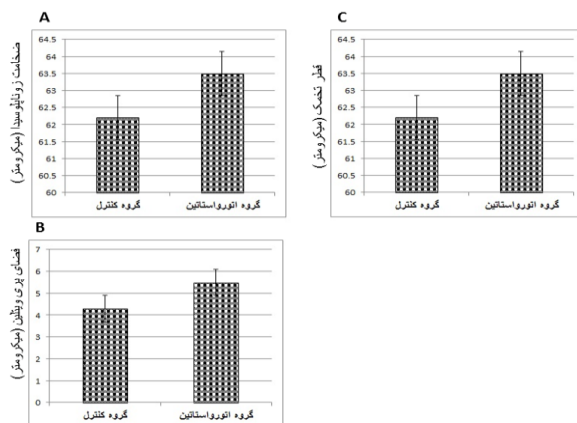 A
ضخامت زوناپلوسیدا (میکرومتر)
64.5
64
63.5
63
62.5
62
61.5
61
60.5
60
گروه کنترل
گروه اتورواستاتین
C
قطر تخمک (میکرومتر)
64.5
64
63.5
63
62.5
62
61.5
61
60.5
60
گروه کنترل
گروه اتورواستاتین
B
فضای پری ویتلین (میکرومتر)
7
6
5
4
3
2
1
0
گروه کنترل
گروه اتورواستاتین